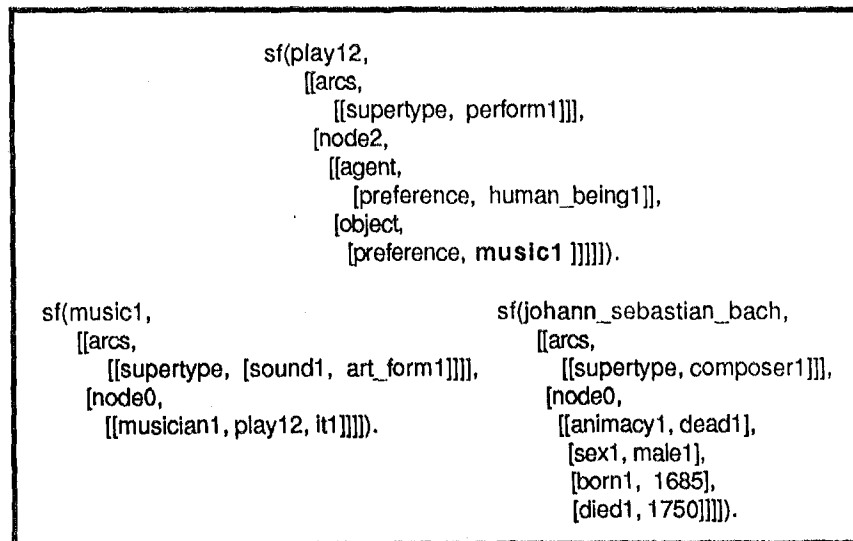 sf(play12,
[[arcs,
[[supertype, perform1]]],
[node2,
[[agent,
[preference, human_being1]],
[object,
[preference, music1 ]]]]]).
sf(music1,
[[arcs,
[[supertype, [sound1, art_form1]]]],
[node0,
[[musician1, play12, it1]]]]).
sf(johann_sebastian_bach,
[[arcs,
[[supertype, composer1]]],
[node0,
[[animacy1, dead1],
[sex1, male1],
[born1, 1685],
[died1, 1750]]]]).